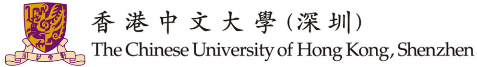 香港中文大學(深圳)
The Chinese University of Hong Kong, Shenzhen